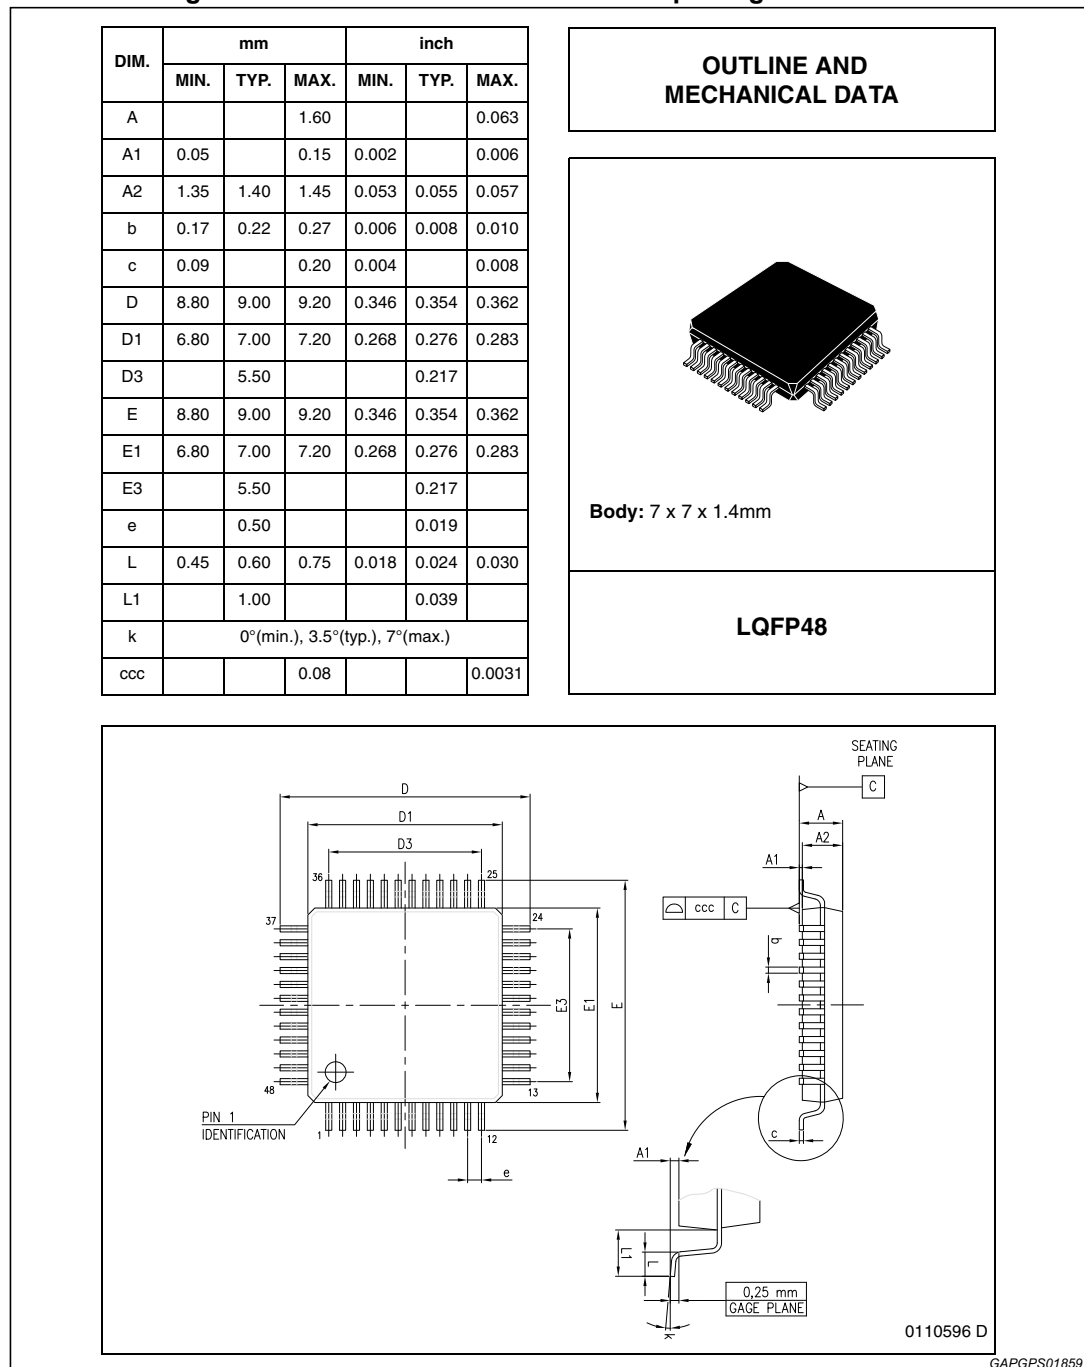 DIM. mm inch
MIN. TYP. MAX. MIN. TYP. MAX.
A 1.60 0.063
A1 0.05 0.15 0.002 0.006
A2 1.35 1.40 1.45 0.053 0.055 0.057
b 0.17 0.22 0.27 0.006 0.008 0.010
c 0.09 0.20 0.004 0.008
D 8.80 9.00 9.20 0.346 0.354 0.362
D1 6.80 7.00 7.20 0.268 0.276 0.283
D3 5.50 0.217
E 8.80 9.00 9.20 0.346 0.354 0.362
E1 6.80 7.00 7.20 0.268 0.276 0.283
E3 5.50 0.217
e 0.50 0.019
L 0.45 0.60 0.75 0.018 0.024 0.030
L1 1.00 0.039
k 0°(min.), 3.5°(typ.), 7°(max.)
ccc 0.08 0.0031
OUTLINE AND
MECHANICAL DATA
Body: 7 x 7 x 1.4mm
LQFP48
SEATING
PLANE
C
D
D1
D3
A
A2
A1
36
25
37
24
ccc C
b
E3
E1
E
48
13
PIN 1
IDENTIFICATION
1
12
e
c
A1
L1
L
0,25 mm
GAGE PLANE
k
0110596 D
GAPGPS01859